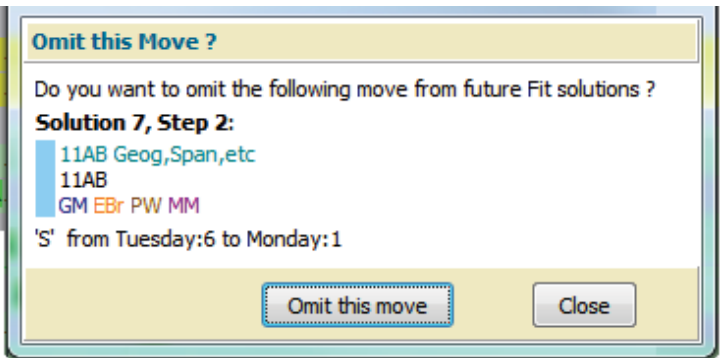 Omit this Move ?
Do you want to omit the following move from future Fit solutions ?
Solution 7, Step 2:
11AB Geog,Span,etc
11AB
GM EBr PW MM
'S'  from Tuesday:6 to Monday:1
Omit this move
Close